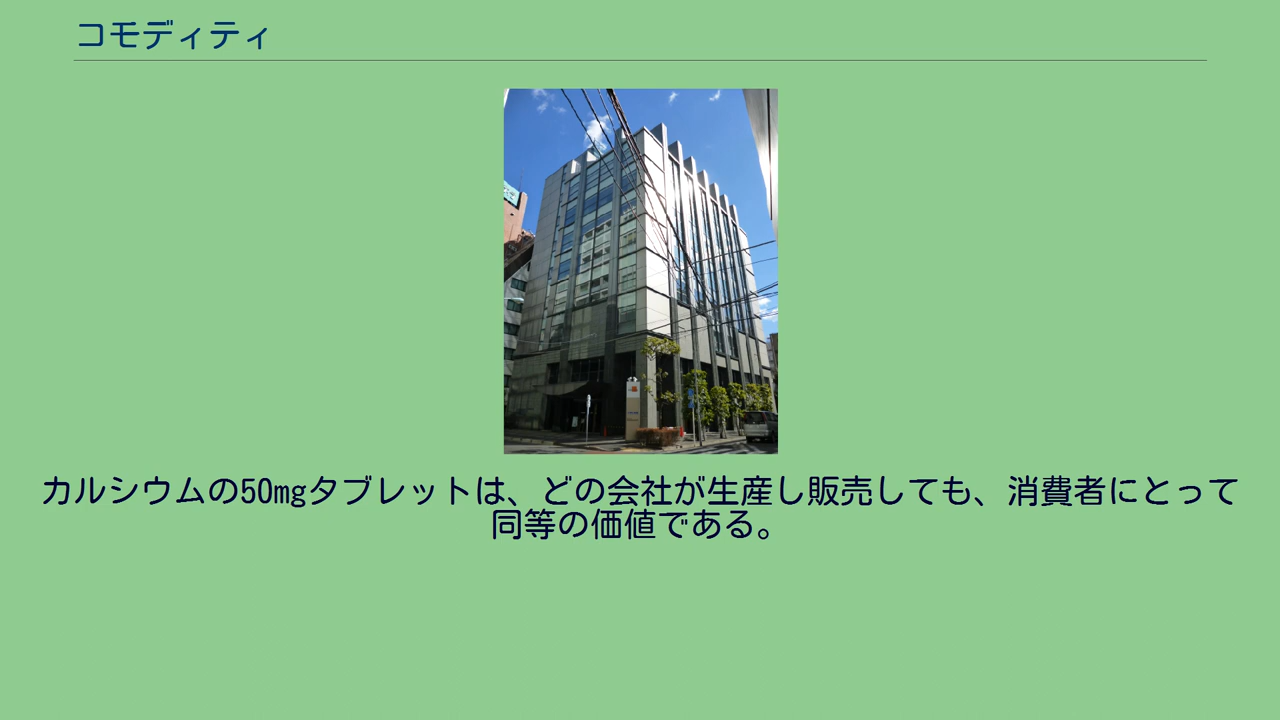 コモディティ
カルシウムの50mgタブレットは、どの会社が生産し販売しても、消費者にとって
同等の価値である。